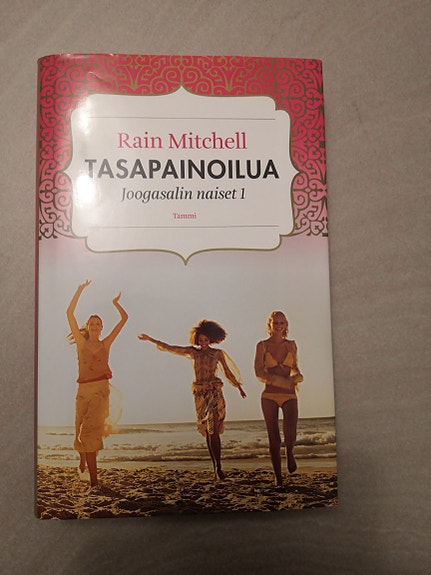 Rain Mitchell
TASAPAINOILUA
Joogasalin naiset 1
Tammi